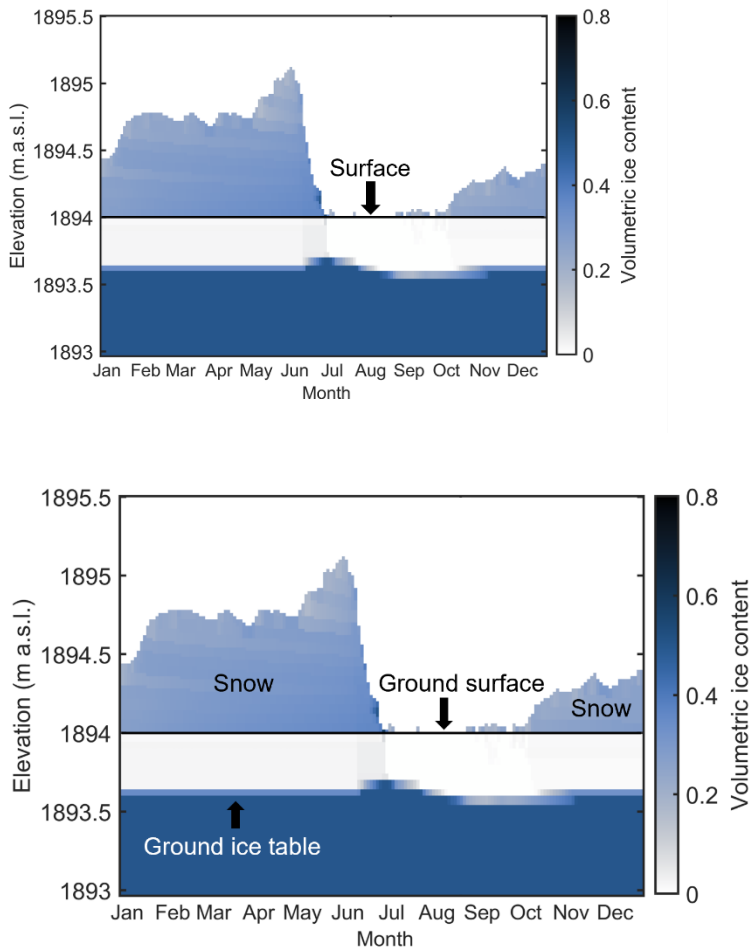 1895.5
1895
1894.5
1894
1893.5
1893
Elevation (m.a.s.l.)
Surface
Jan Feb Mar Apr May Jun Jul Aug Sep Oct Nov Dec
Month
0.8
0.6
0.4
0.2
0
Volumetric ice content
1895.5
1895
1894.5
1894
1893.5
1893
Elevation (m a.s.l.)
Snow
Ground surface
Snow
Ground ice table
Jan Feb Mar Apr May Jun Jul Aug Sep Oct Nov Dec
Month
0.8
0.6
0.4
0.2
0
Volumetric ice content